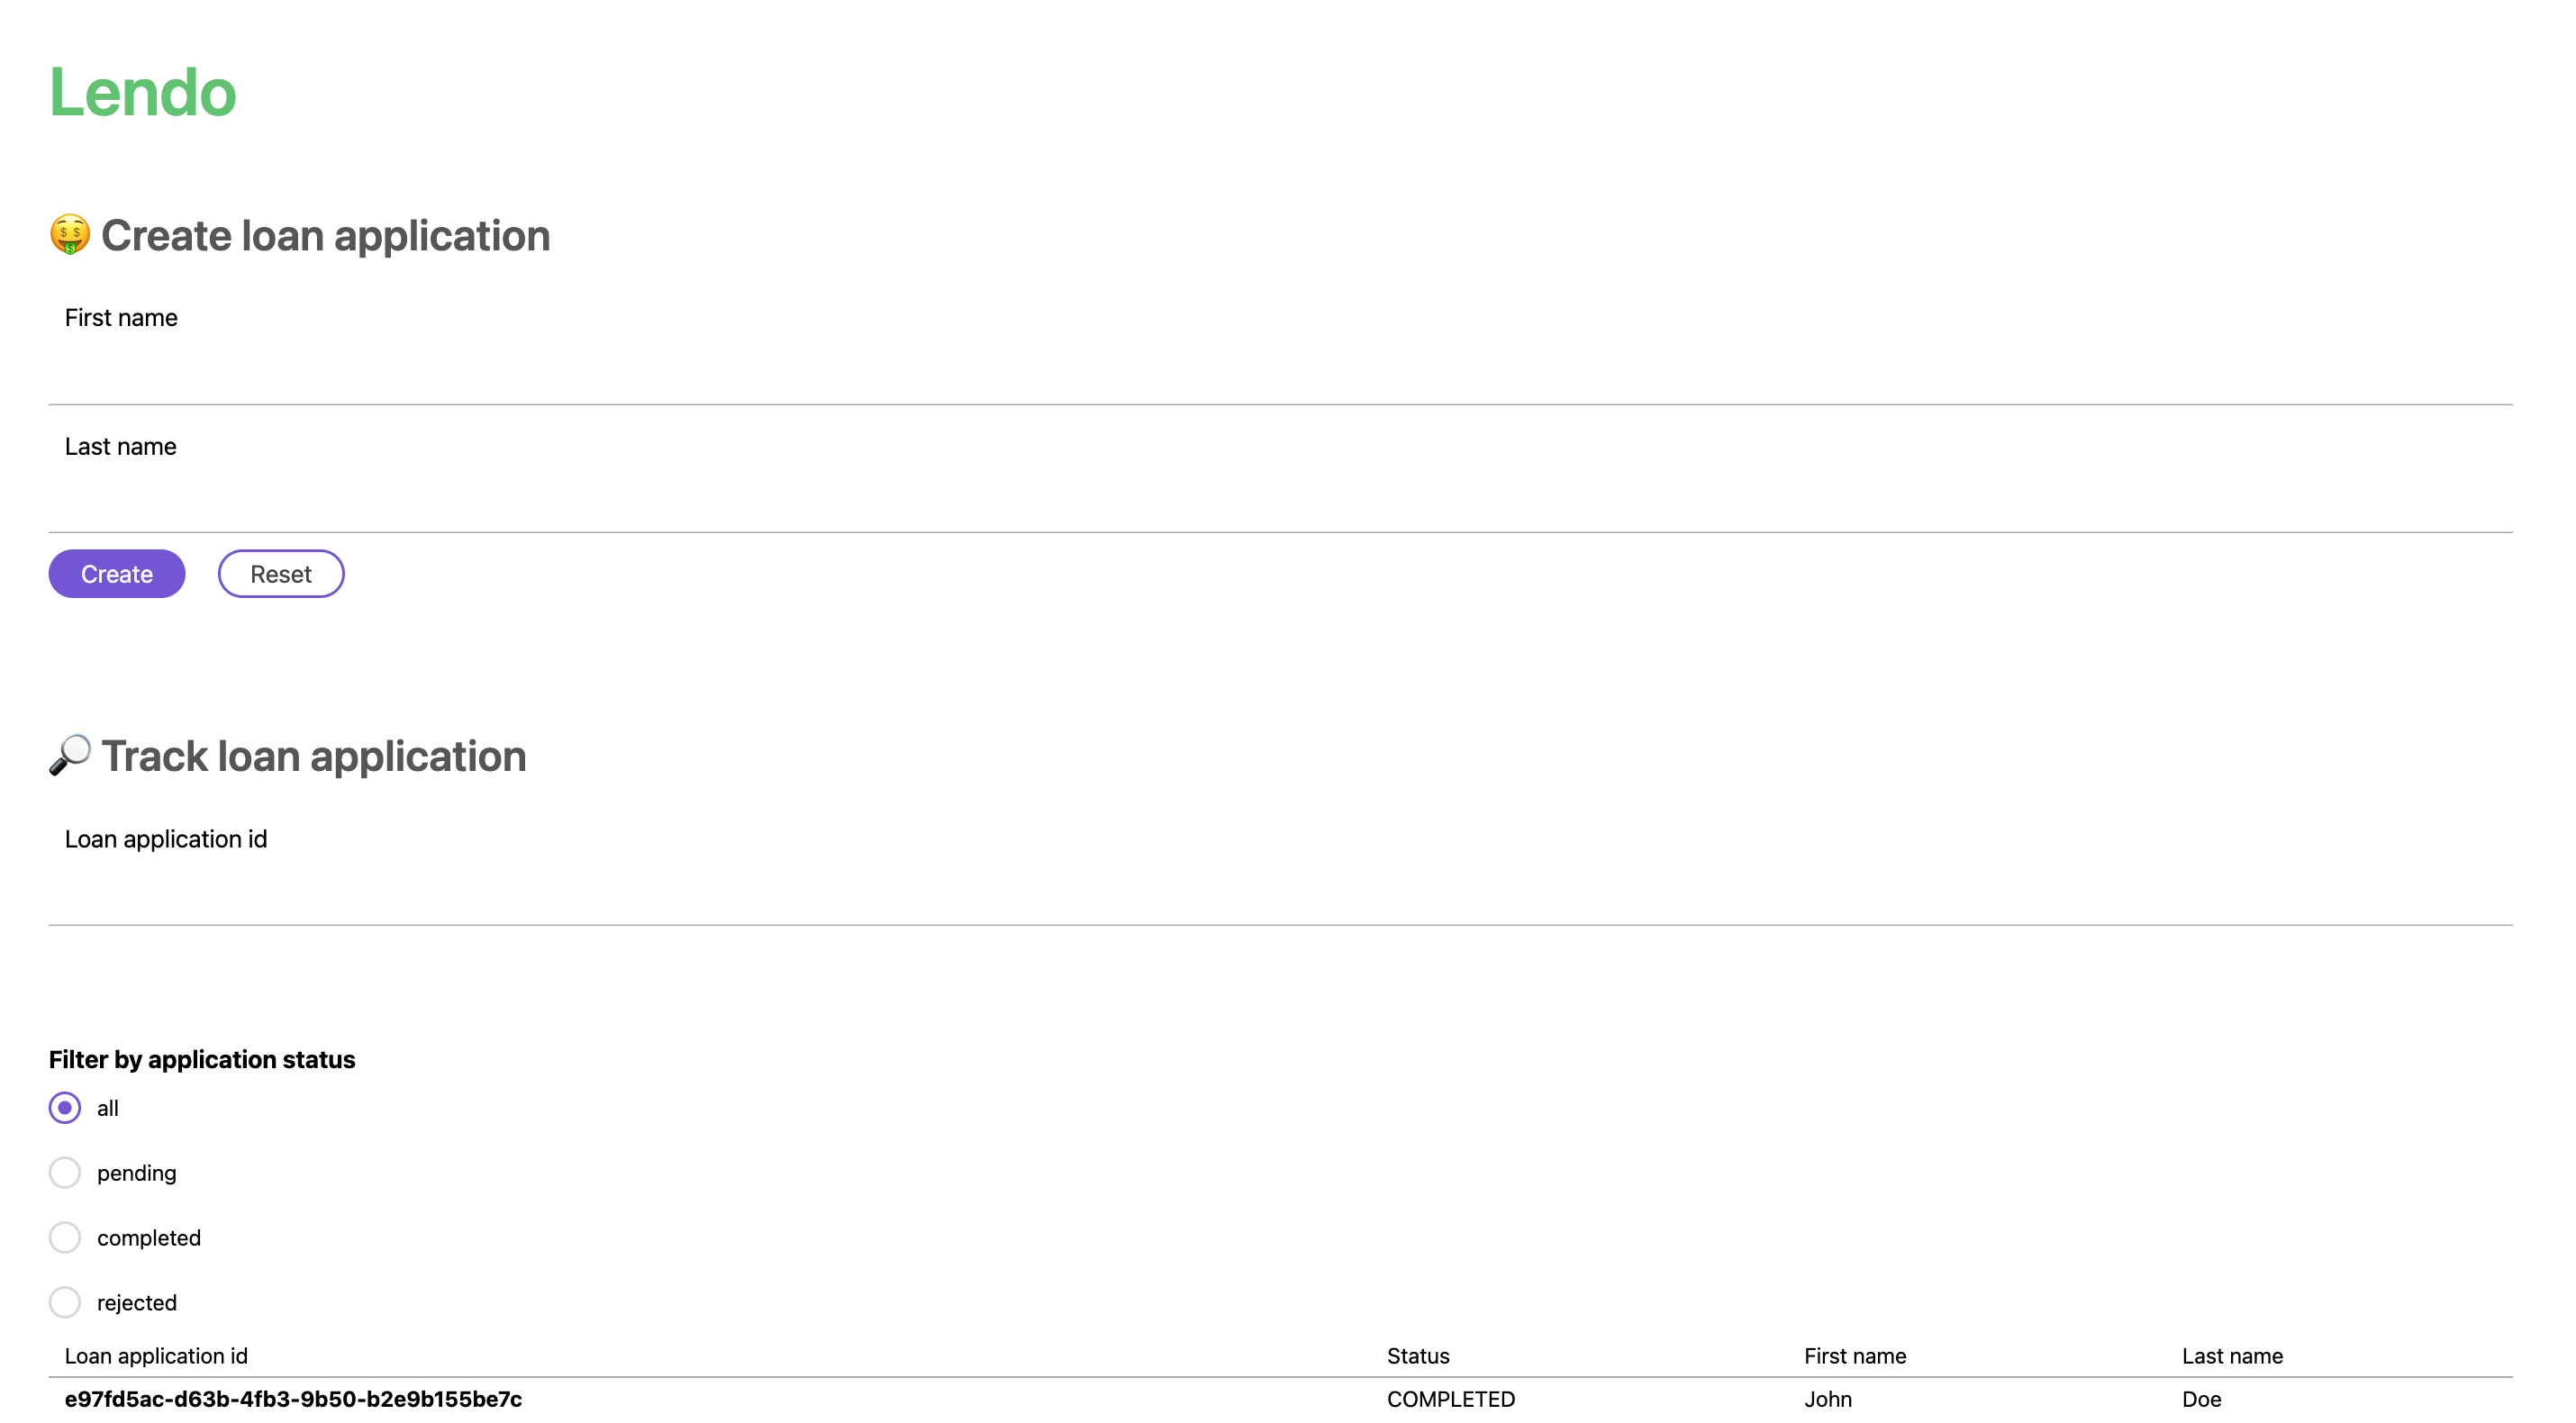 Lendo
🤑 Create loan application
First name
Last name
Create Reset
🔎 Track loan application
Loan application id
Filter by application status
all
pending
completed
rejected
Loan application id Status First name Last name
e97fd5ac-d63b-4fb3-9b50-b2e9b155be7c COMPLETED John Doe